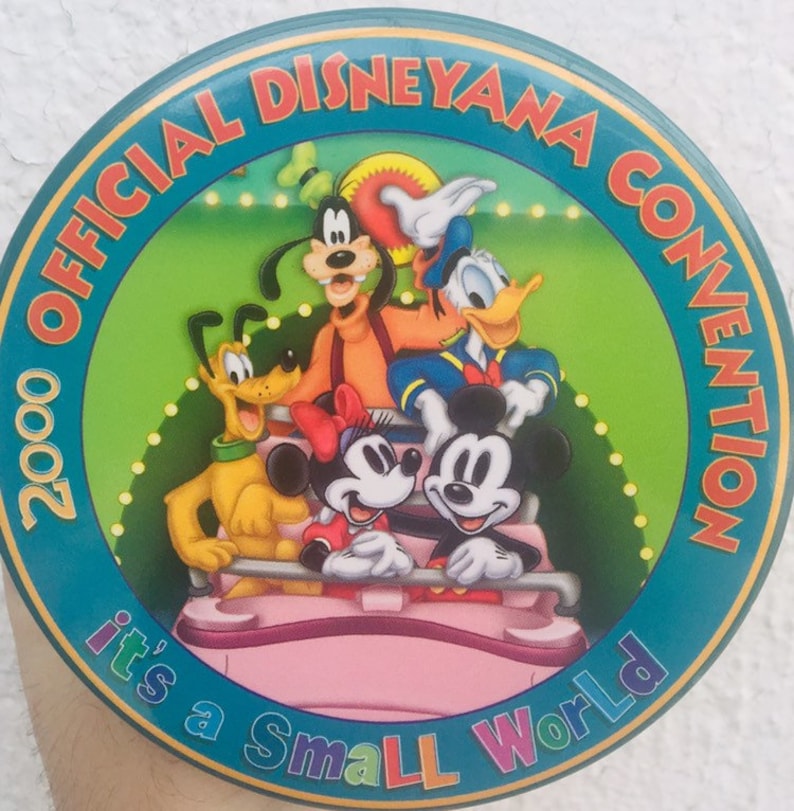 2000 OFFICIAL DISNEYANA CONVENTION
it's a SmaLL WorLd